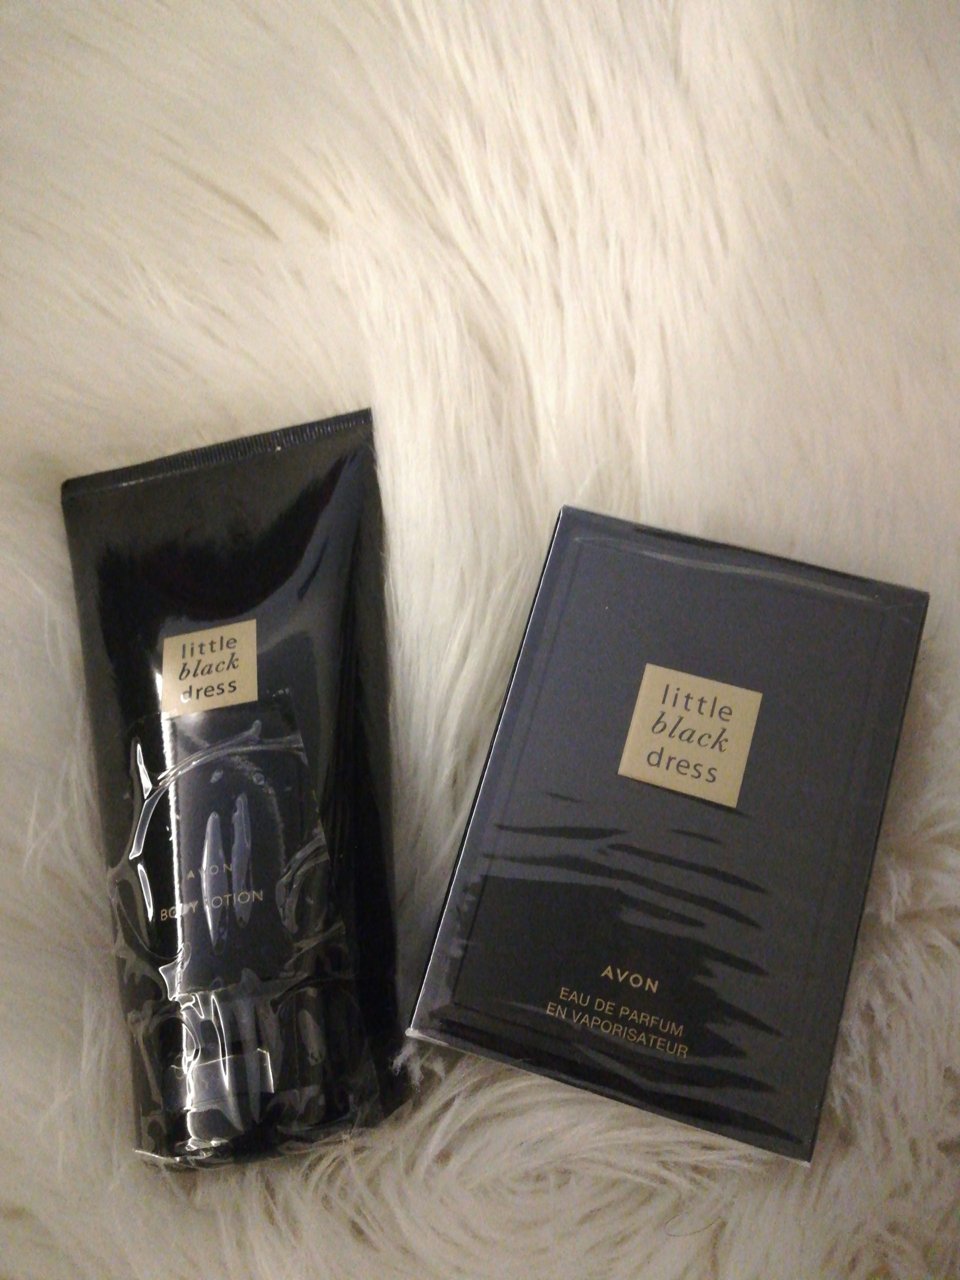 little
black
dress
AVON
BODY LOTION
little
black
dress
AVON
EAU DE PARFUM
EN VAPORISATEUR